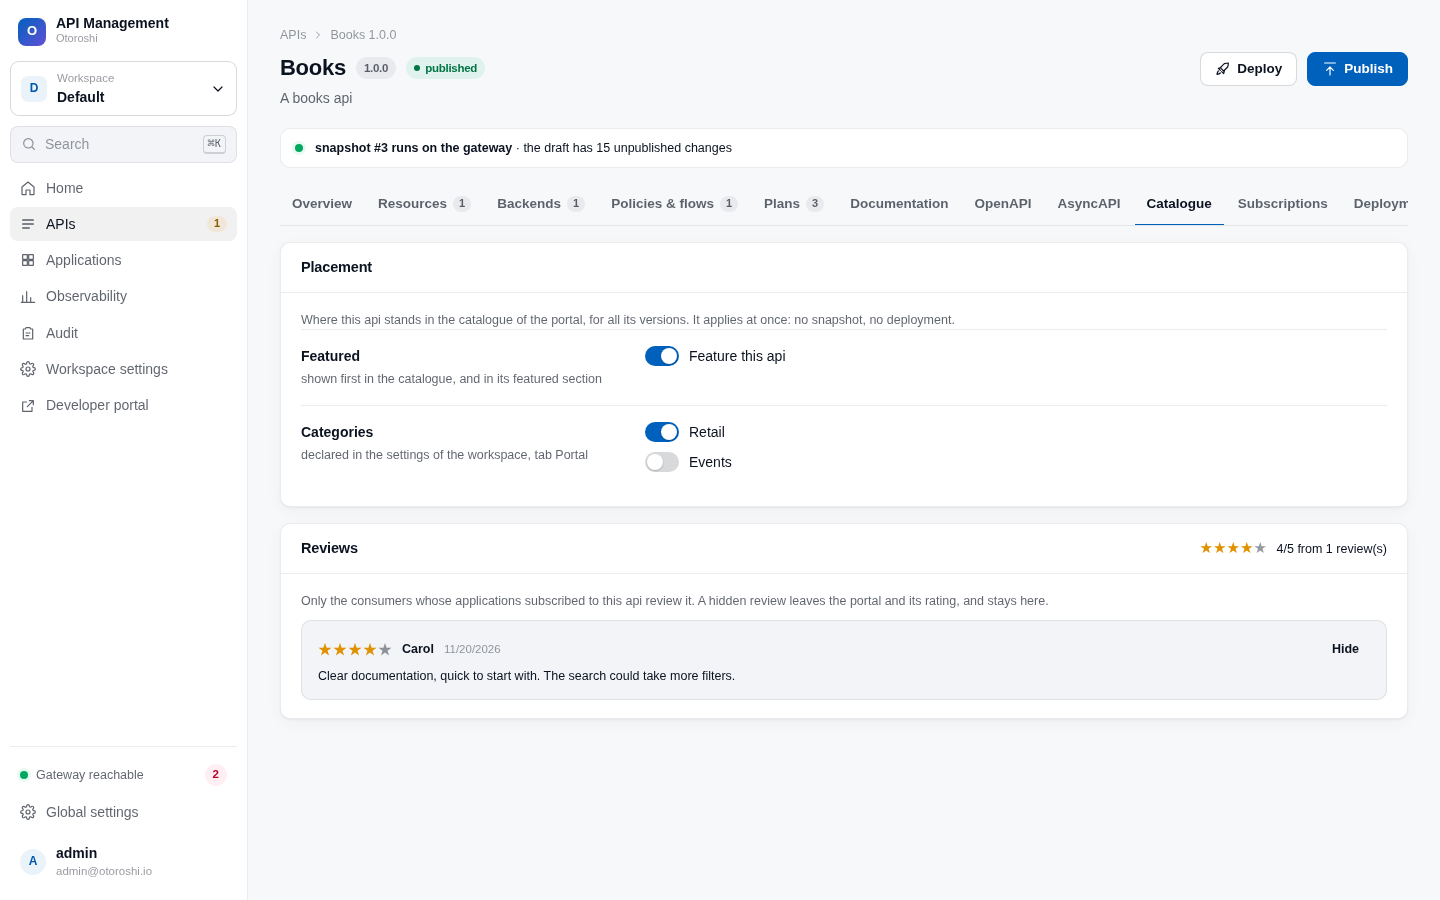 O
API Management
Otoroshi
D
Workspace
Default
Search
⌘K
Home
APIs 1
Applications
Observability
Audit
Workspace settings
Developer portal
Gateway reachable 2
Global settings
A
admin
admin@otoroshi.io
APIs > Books 1.0.0
Books 1.0.0 published
Deploy
Publish
A books api
snapshot #3 runs on the gateway · the draft has 15 unpublished changes
Overview Resources 1 Backends 1 Policies & flows 1 Plans 3 Documentation OpenAPI AsyncAPI Catalogue Subscriptions Deploym
Placement
Where this api stands in the catalogue of the portal, for all its versions. It applies at once: no snapshot, no deployment.
Featured
Feature this api
shown first in the catalogue, and in its featured section
Categories
Retail
declared in the settings of the workspace, tab Portal
Events
Reviews
★★★★★ 4/5 from 1 review(s)
Only the consumers whose applications subscribed to this api review it. A hidden review leaves the portal and its rating, and stays here.
★★★★★ Carol 11/20/2026
Hide
Clear documentation, quick to start with. The search could take more filters.